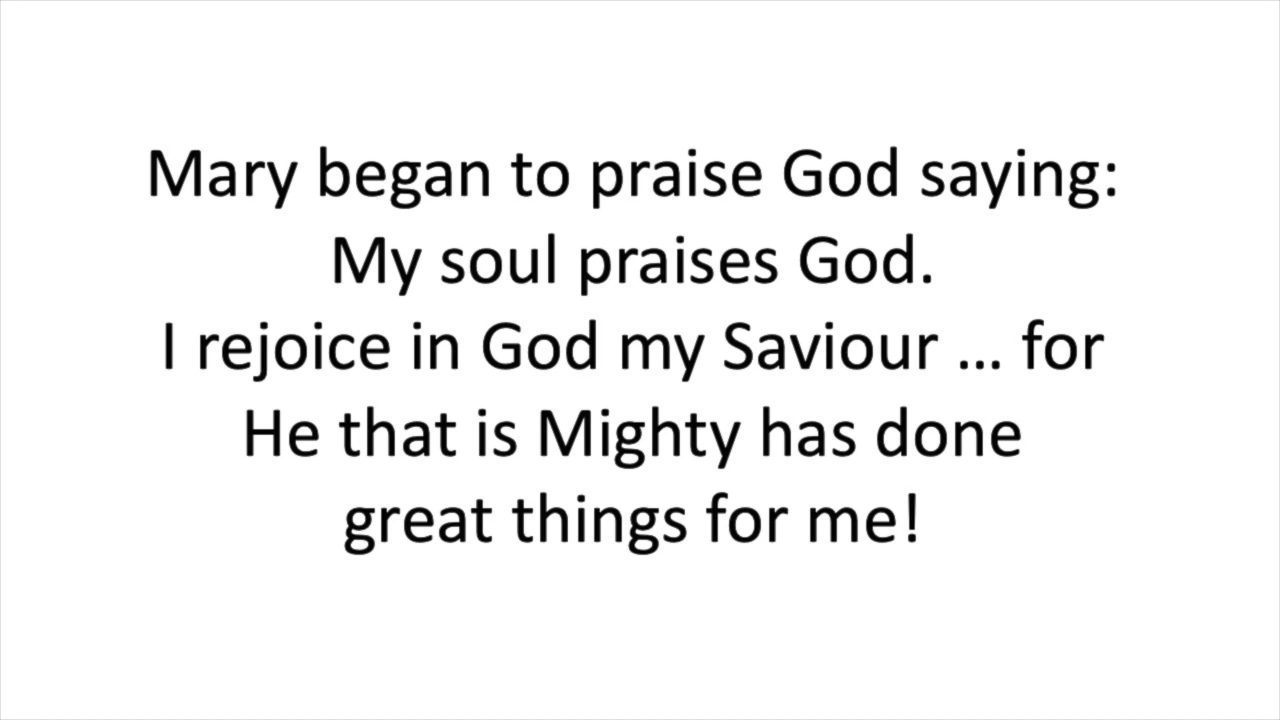 Mary began to praise God saying:
My soul praises God.
I rejoice in God my Saviour ... for
He that is Mighty has done
great things for me!